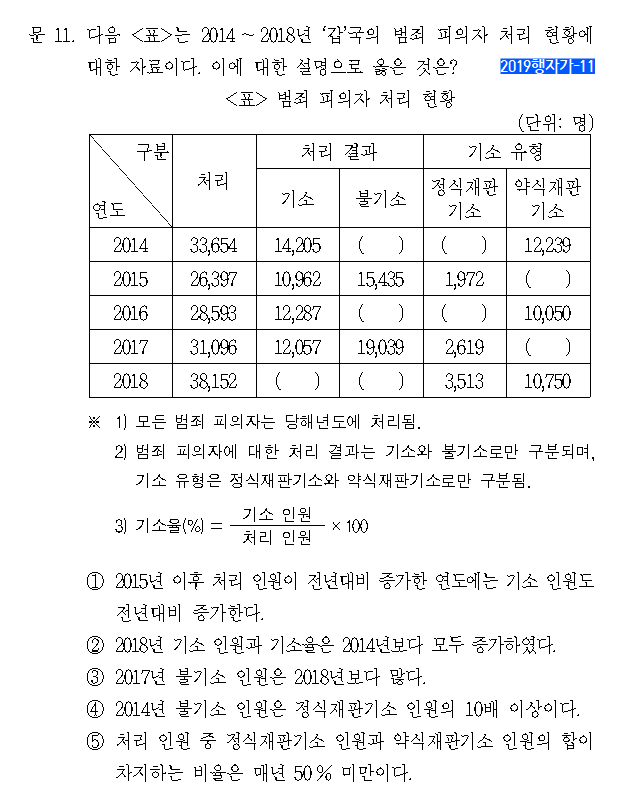 문 11. 다음 <표>는 2014 ~ 2018년 ‘갑’국의 범죄 피의자 처리 현황에
대한 자료이다. 이에 대한 설명으로 옳은 것은? 2019행자가-11
<표> 범죄 피의자 처리 현황
(단위: 명)
구분 연도 처리 처리 결과 기소 유형
기소 불기소 정식재판기소 약식재판기소
2014 33,654 14,205 ( ) ( ) 12,239
2015 26,397 10,962 15,435 1,972 ( )
2016 28,593 12,287 ( ) ( ) 10,050
2017 31,096 12,057 19,039 2,619 ( )
2018 38,152 ( ) ( ) 3,513 10,750
※ 1) 모든 범죄 피의자는 당해년도에 처리됨.
2) 범죄 피의자에 대한 처리 결과는 기소와 불기소로만 구분되며,
기소 유형은 정식재판기소와 약식재판기소로만 구분됨.
3) 기소율(%) = 기소 인원 / 처리 인원 × 100
① 2015년 이후 처리 인원이 전년대비 증가한 연도에는 기소 인원도
전년대비 증가한다.
② 2018년 기소 인원과 기소율은 2014년보다 모두 증가하였다.
③ 2017년 불기소 인원은 2018년보다 많다.
④ 2014년 불기소 인원은 정식재판기소 인원의 10배 이상이다.
⑤ 처리 인원 중 정식재판기소 인원과 약식재판기소 인원의 합이
차지하는 비율은 매년 50 % 미만이다.